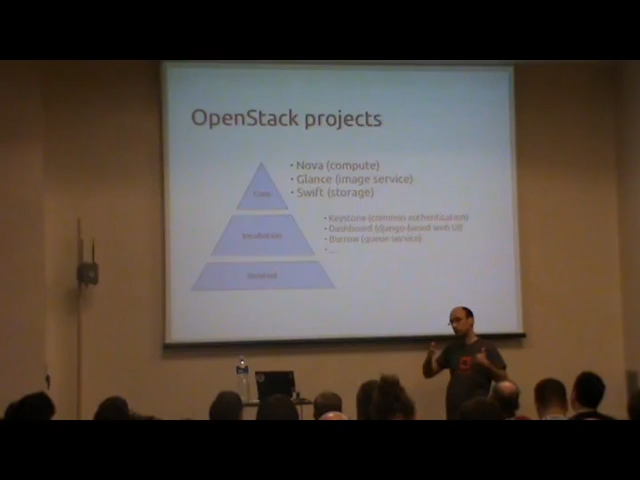 OpenStack projects
• Nova (compute)
• Glance (image service)
• Swift (storage)
Core
• Keystone (common authentication)
• Dashboard (django-based web UI)
Incubation
• Burrow (queue service)
• ...